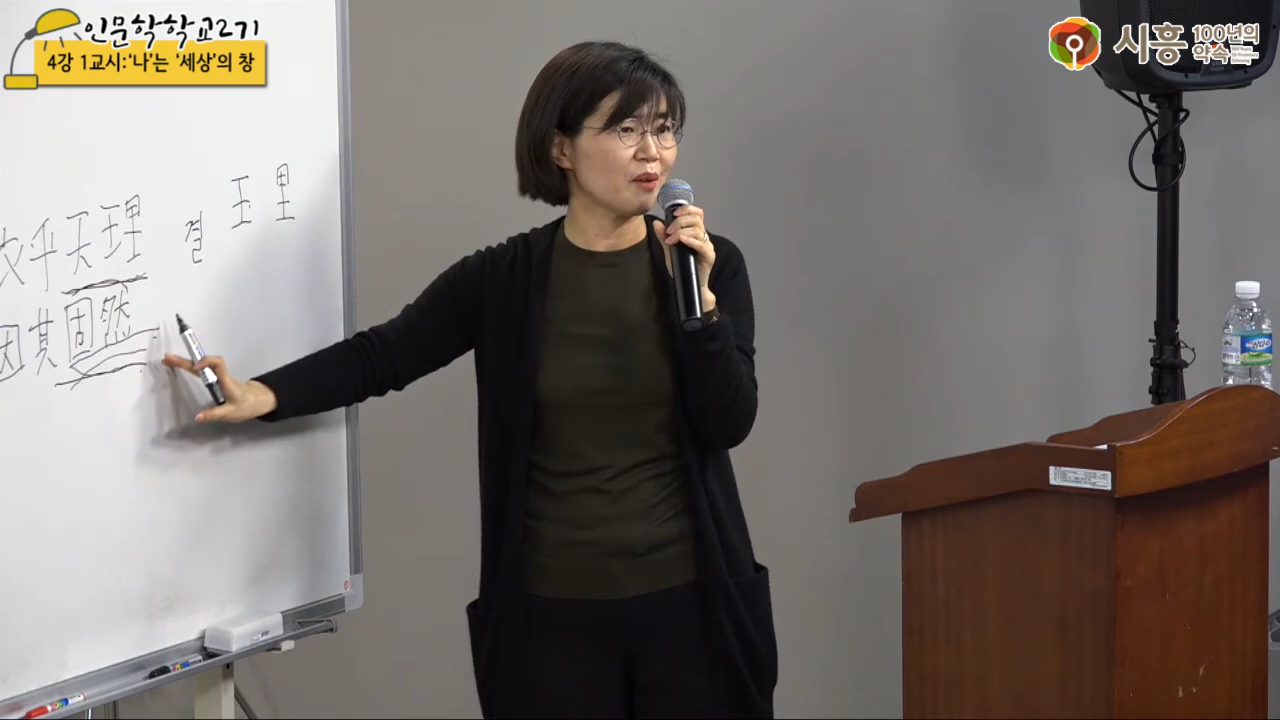 인문학학교2기
4강 1교시:'나'는 '세상'의 창
시흥 100년의
약속
玉 里
乎天理 결
因其固然